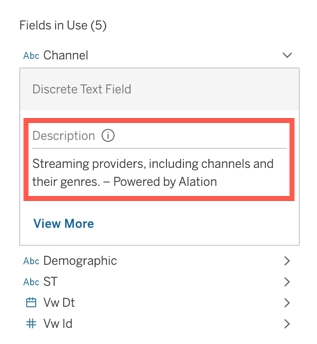 Fields in Use (5)
Abc Channel
Discrete Text Field
Description
Streaming providers, including channels and
their genres. – Powered by Alation
View More
Abc Demographic
Abc ST
Vw Dt
# Vw Id